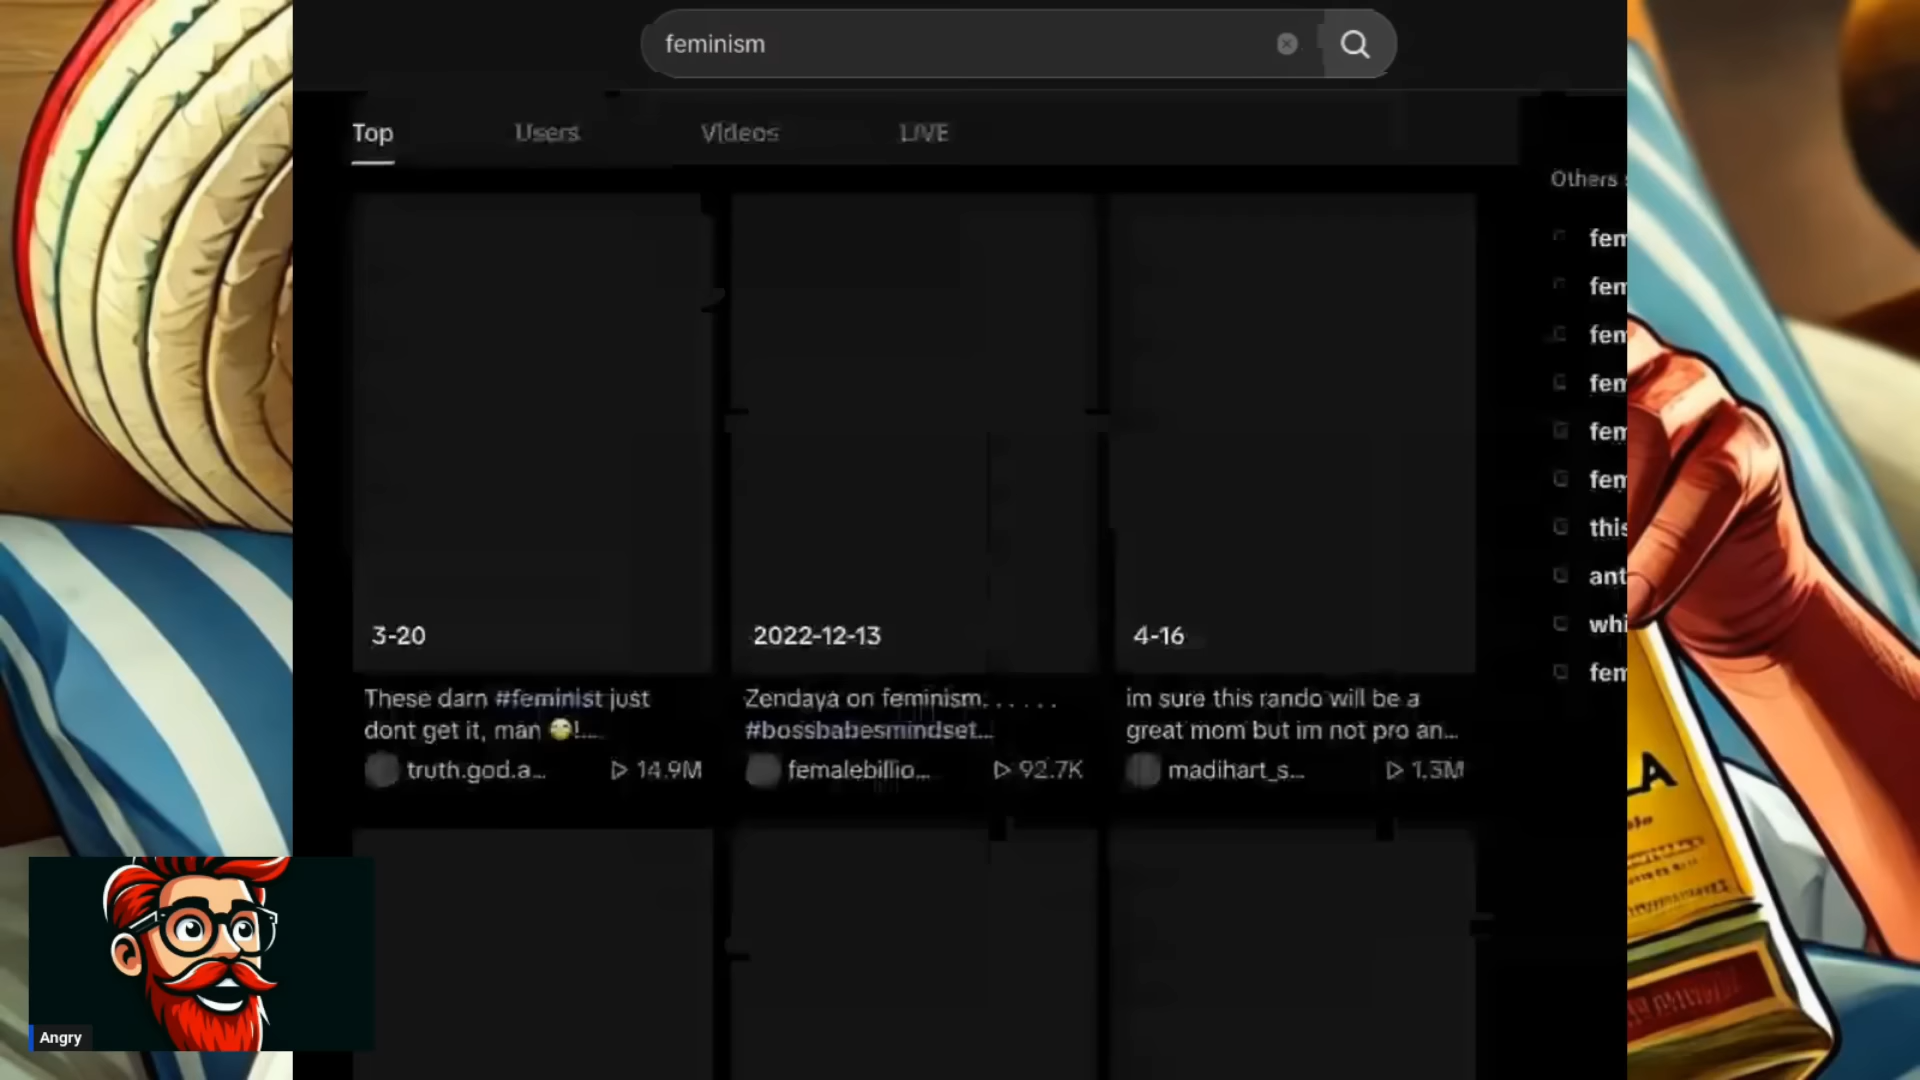 feminism
Top Users Videos LIVE
Others
fem
fem
fem
fem
fem
fem
this
ant
whi
fem
3-20 2022-12-13 4-16
These darn #feminist just
dont get it, man 😳!...
truth.god.a... 14.9M
Zendaya on feminism. . . . . .
#bossbabesmindset...
femalebillio... 92.7K
im sure this rando will be a
great mom but im not pro an...
madihart_s... 1.3M
Angry
LA